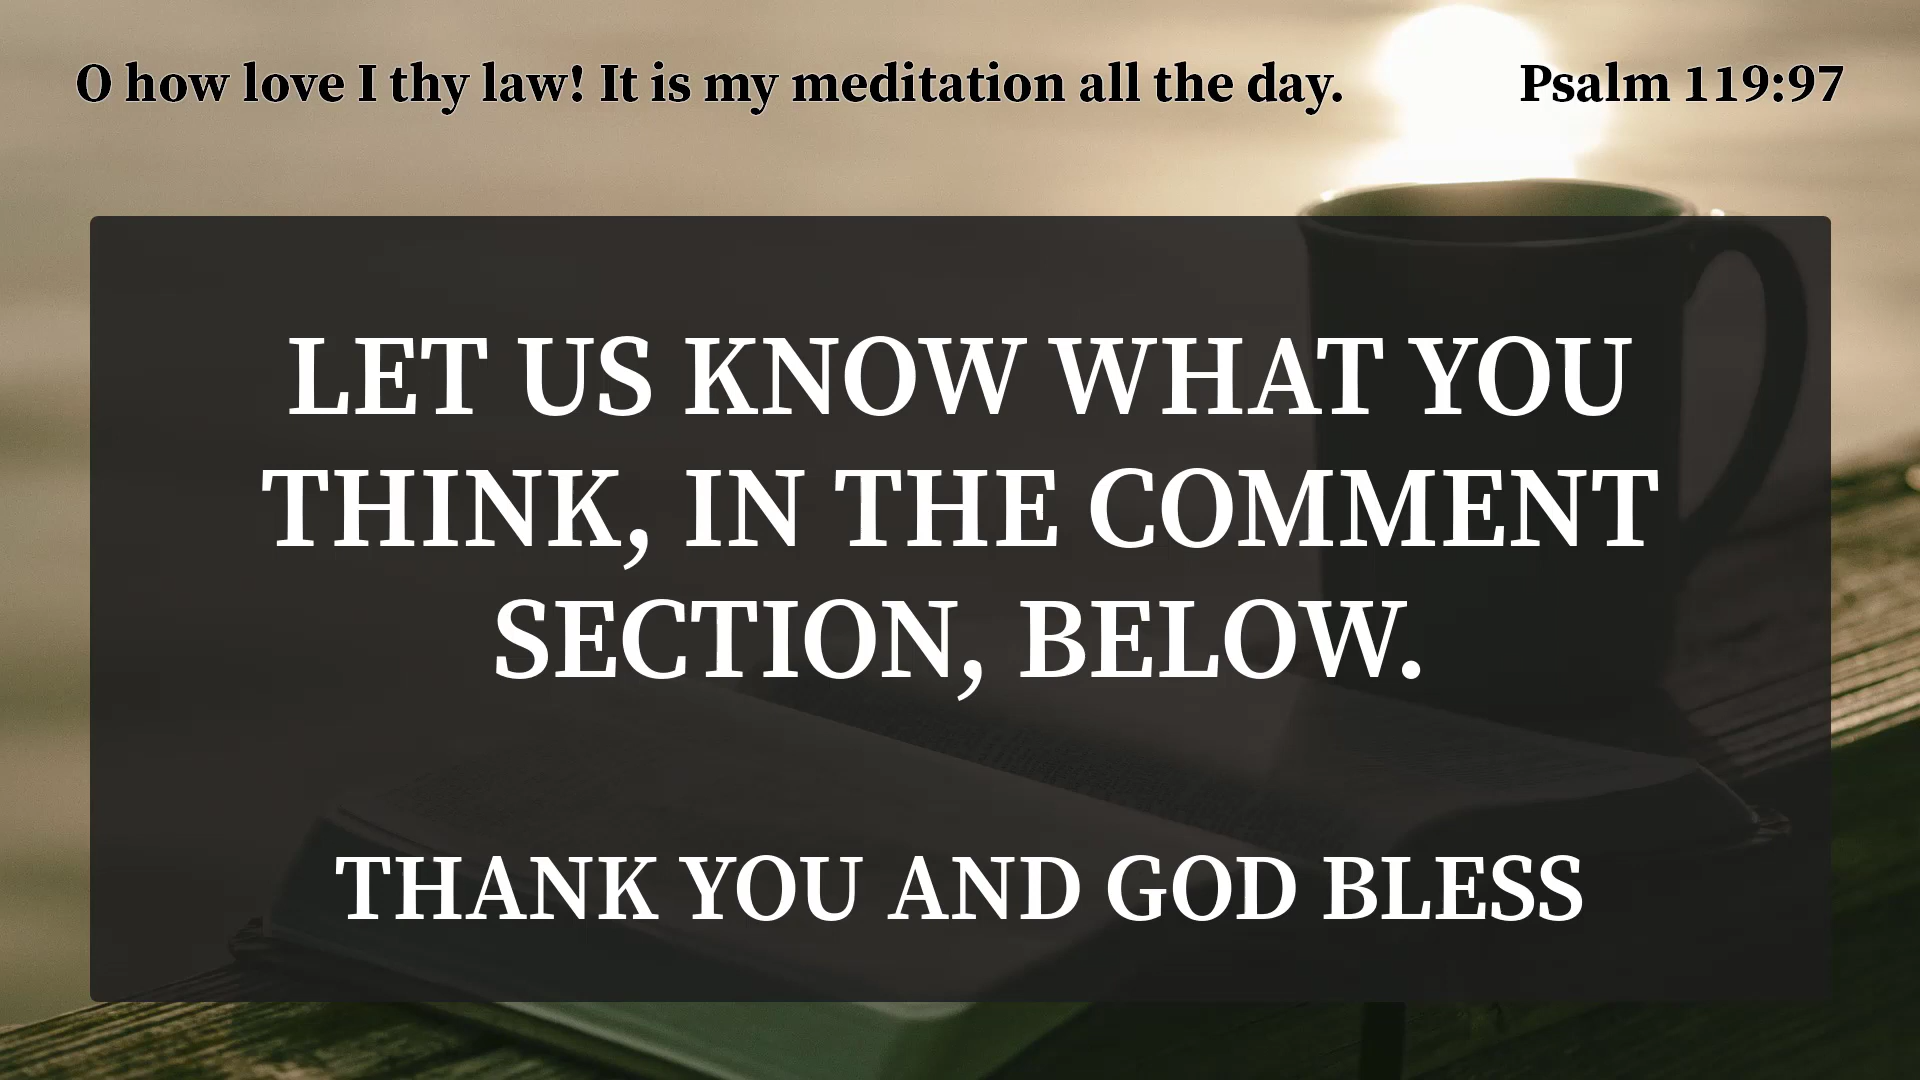 O how love I thy law! It is my meditation all the day. Psalm 119:97
LET US KNOW WHAT YOU
THINK, IN THE COMMENT
SECTION, BELOW.
THANK YOU AND GOD BLESS